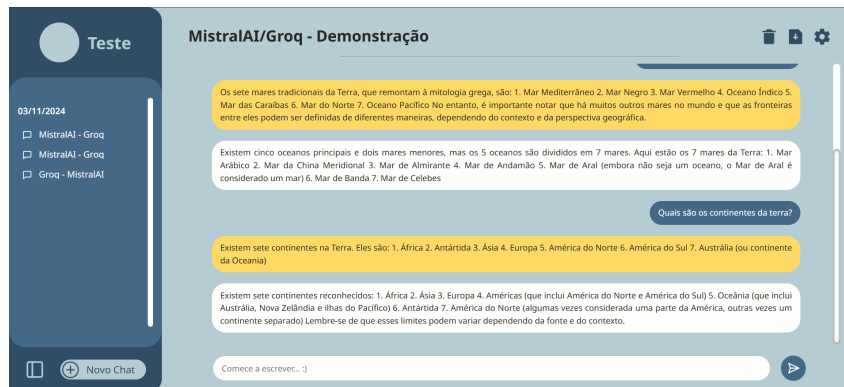 Teste
MistralAI/Groq - Demonstração
03/11/2024
MistralAI - Groq
MistralAI - Groq
Groq - MistralAI
Os sete mares tradicionais da Terra, que remontam à mitologia grega, são: 1. Mar Mediterrâneo 2. Mar Negro 3. Mar Vermelho 4. Oceano Índico 5.
Mar das Caraíbas 6. Mar do Norte 7. Oceano Pacífico No entanto, é importante notar que há muitos outros mares no mundo e que as fronteiras
entre eles podem ser definidas de diferentes maneiras, dependendo do contexto e da perspectiva geográfica.
Existem cinco oceanos principais e dois mares menores, mas os 5 oceanos são divididos em 7 mares. Aqui estão os 7 mares da Terra: 1. Mar
Arábico 2. Mar da China Meridional 3. Mar de Almirante 4. Mar de Andamão 5. Mar de Aral (embora não seja um oceano, o Mar de Aral é
considerado um mar) 6. Mar de Banda 7. Mar de Celebes
Quais são os continentes da terra?
Existem sete continentes na Terra. Eles são: 1. África 2. Antártida 3. Ásia 4. Europa 5. América do Norte 6. América do Sul 7. Austrália (ou continente
da Oceania)
Existem sete continentes reconhecidos: 1. África 2. Ásia 3. Europa 4. Américas (que inclui América do Norte e América do Sul) 5. Oceânia (que inclui
Austrália, Nova Zelândia e ilhas do Pacífico) 6. Antártida 7. América do Norte (algumas vezes considerada uma parte da América, outras vezes um
continente separado) Lembre-se de que esses limites podem variar dependendo da fonte e do contexto.
Novo Chat
Comece a escrever... :)